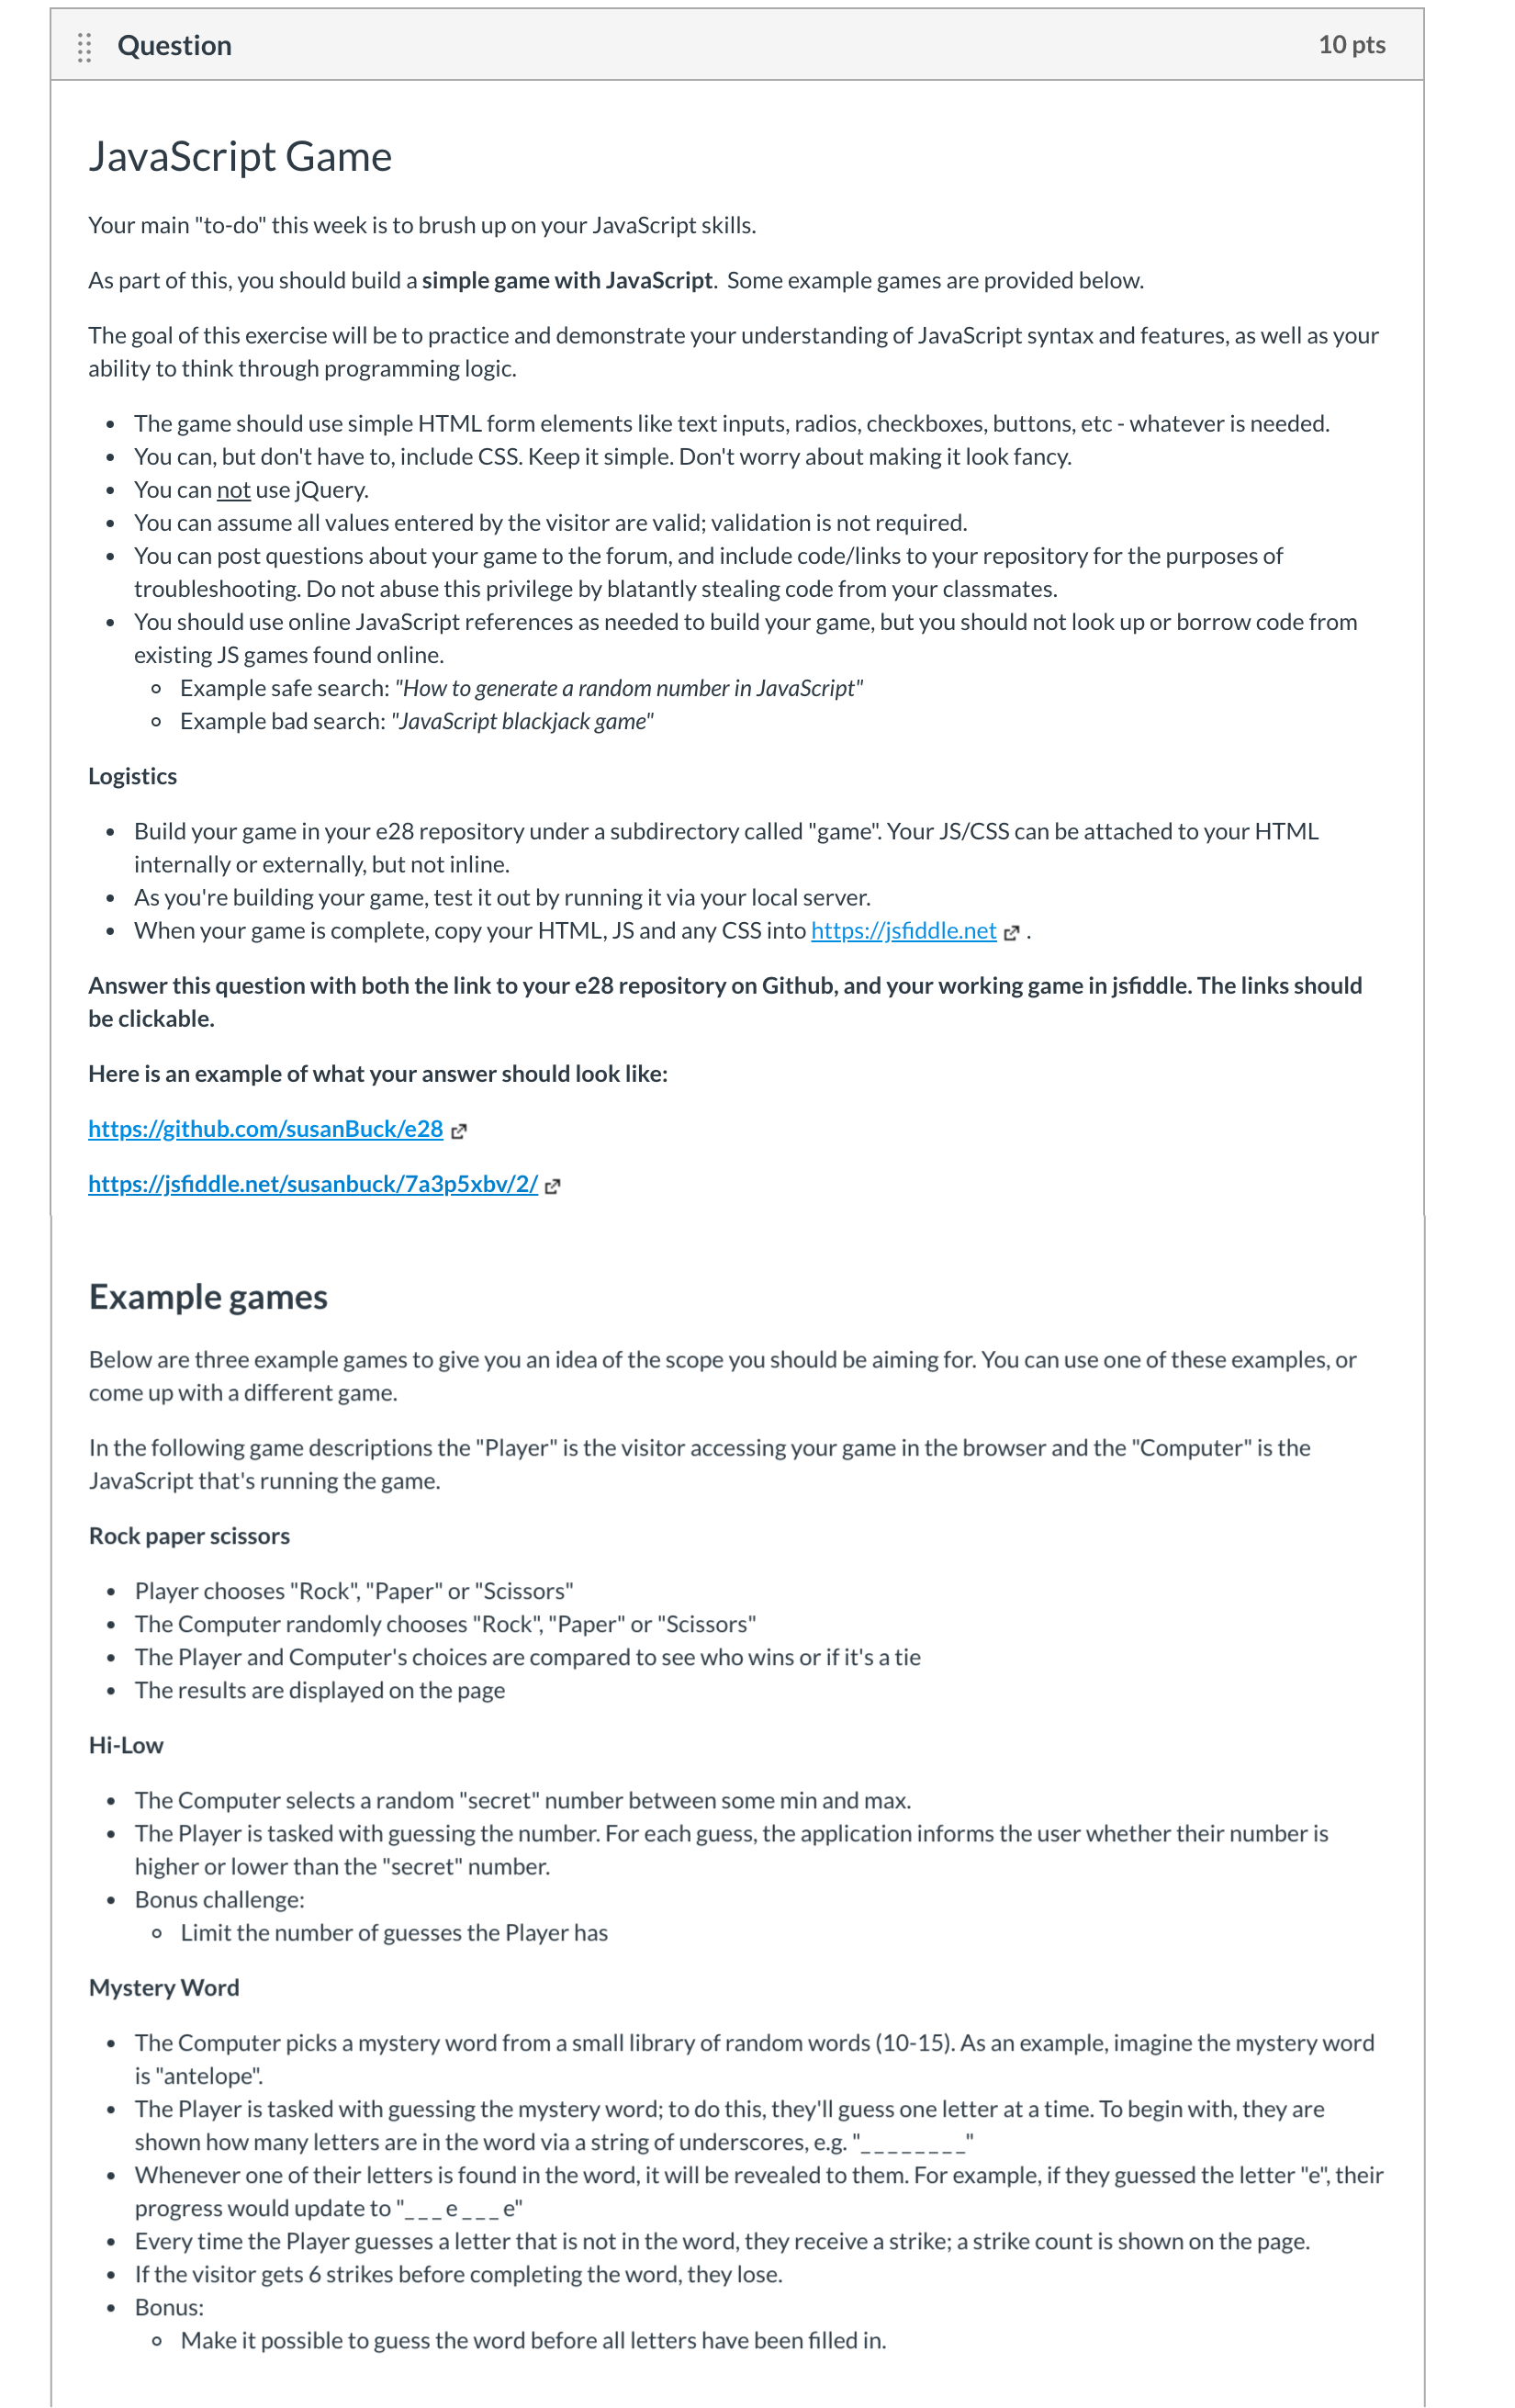 Question
10 pts
JavaScript Game
Your main "to-do" this week is to brush up on your JavaScript skills.
As part of this, you should build a simple game with JavaScript.  Some example games are provided below.
The goal of this exercise will be to practice and demonstrate your understanding of JavaScript syntax and features, as well as your
ability to think through programming logic.
• The game should use simple HTML form elements like text inputs, radios, checkboxes, buttons, etc - whatever is needed.
• You can, but don't have to, include CSS. Keep it simple. Don't worry about making it look fancy.
• You can not use jQuery.
• You can assume all values entered by the visitor are valid; validation is not required.
• You can post questions about your game to the forum, and include code/links to your repository for the purposes of
troubleshooting. Do not abuse this privilege by blatantly stealing code from your classmates.
• You should use online JavaScript references as needed to build your game, but you should not look up or borrow code from
existing JS games found online.
◦ Example safe search: "How to generate a random number in JavaScript"
◦ Example bad search: "JavaScript blackjack game"
Logistics
• Build your game in your e28 repository under a subdirectory called "game". Your JS/CSS can be attached to your HTML
internally or externally, but not inline.
• As you're building your game, test it out by running it via your local server.
• When your game is complete, copy your HTML, JS and any CSS into https://jsfiddle.net .
Answer this question with both the link to your e28 repository on Github, and your working game in jsfiddle. The links should
be clickable.
Here is an example of what your answer should look like:
https://github.com/susanBuck/e28
https://jsfiddle.net/susanbuck/7a3p5xbv/2/
Example games
Below are three example games to give you an idea of the scope you should be aiming for. You can use one of these examples, or
come up with a different game.
In the following game descriptions the "Player" is the visitor accessing your game in the browser and the "Computer" is the
JavaScript that's running the game.
Rock paper scissors
• Player chooses "Rock", "Paper" or "Scissors"
• The Computer randomly chooses "Rock", "Paper" or "Scissors"
• The Player and Computer's choices are compared to see who wins or if it's a tie
• The results are displayed on the page
Hi-Low
• The Computer selects a random "secret" number between some min and max.
• The Player is tasked with guessing the number. For each guess, the application informs the user whether their number is
higher or lower than the "secret" number.
• Bonus challenge:
◦ Limit the number of guesses the Player has
Mystery Word
• The Computer picks a mystery word from a small library of random words (10-15). As an example, imagine the mystery word
is "antelope".
• The Player is tasked with guessing the mystery word; to do this, they'll guess one letter at a time. To begin with, they are
shown how many letters are in the word via a string of underscores, e.g. "_ _ _ _ _ _ _ _"
• Whenever one of their letters is found in the word, it will be revealed to them. For example, if they guessed the letter "e", their
progress would update to "_ _ _ e _ _ _ e"
• Every time the Player guesses a letter that is not in the word, they receive a strike; a strike count is shown on the page.
• If the visitor gets 6 strikes before completing the word, they lose.
• Bonus:
◦ Make it possible to guess the word before all letters have been filled in.